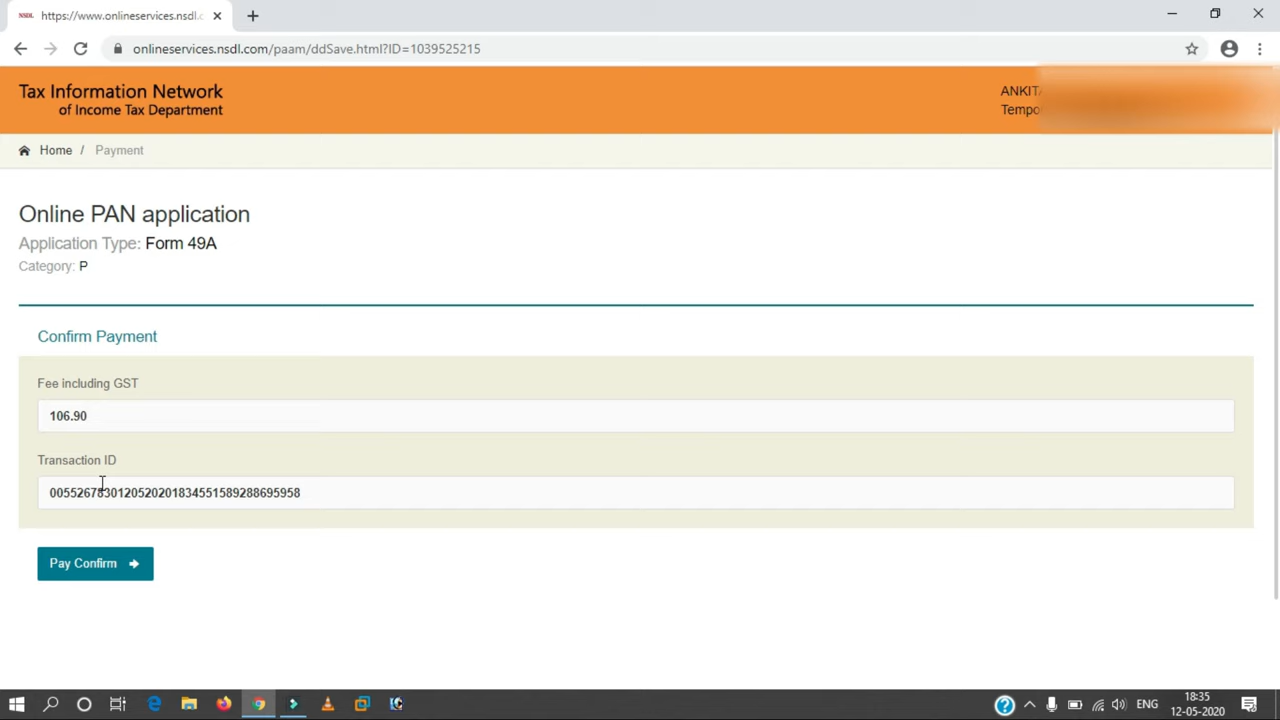 NSDL https://www.onlineservices.nsdl.c
onlineservices.nsdl.com/paam/ddSave.html?ID=1039525215
Tax Information Network
of Income Tax Department
ANKITA
Tempo
Home / Payment
Online PAN application
Application Type: Form 49A
Category: P
Confirm Payment
Fee including GST
106.90
Transaction ID
0055267830120520201834551589288695958
Pay Confirm
ENG
18:35
12-05-2020